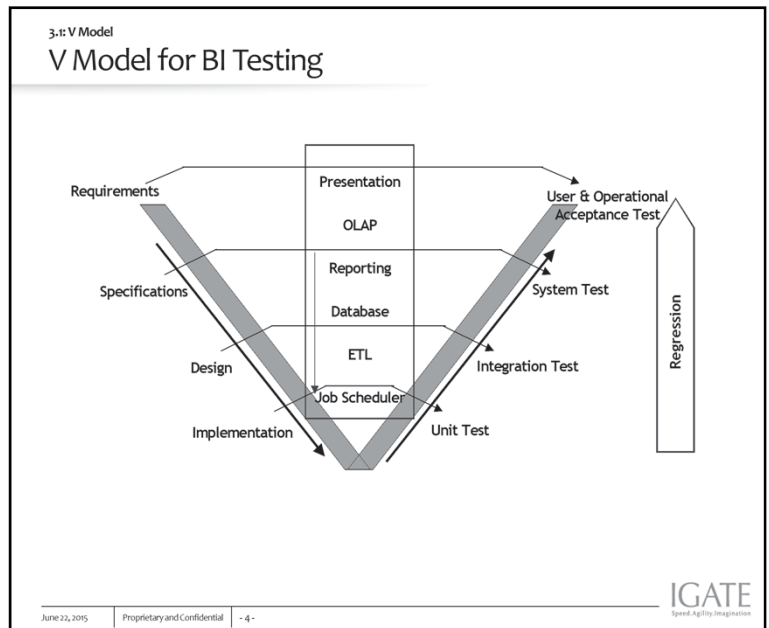 3.1: V Model
V Model for BI Testing
Requirements
Presentation
User & Operational
Acceptance Test
OLAP
Specifications
Reporting
System Test
Database
Design
ETL
Integration Test
Job Scheduler
Implementation
Unit Test
Regression
June 22, 2015
Proprietary and Confidential
- 4 -
IGATE
Speed.Agility.Imagination